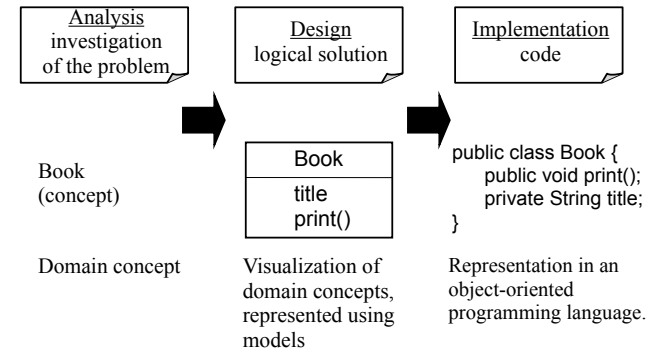 Analysis
investigation
of the problem
Design
logical solution
Implementation
code
Book
(concept)
Book
title
print()
public class Book {
public void print();
private String title;
}
Domain concept
Visualization of
domain concepts,
represented using
models
Representation in an
object-oriented
programming language.